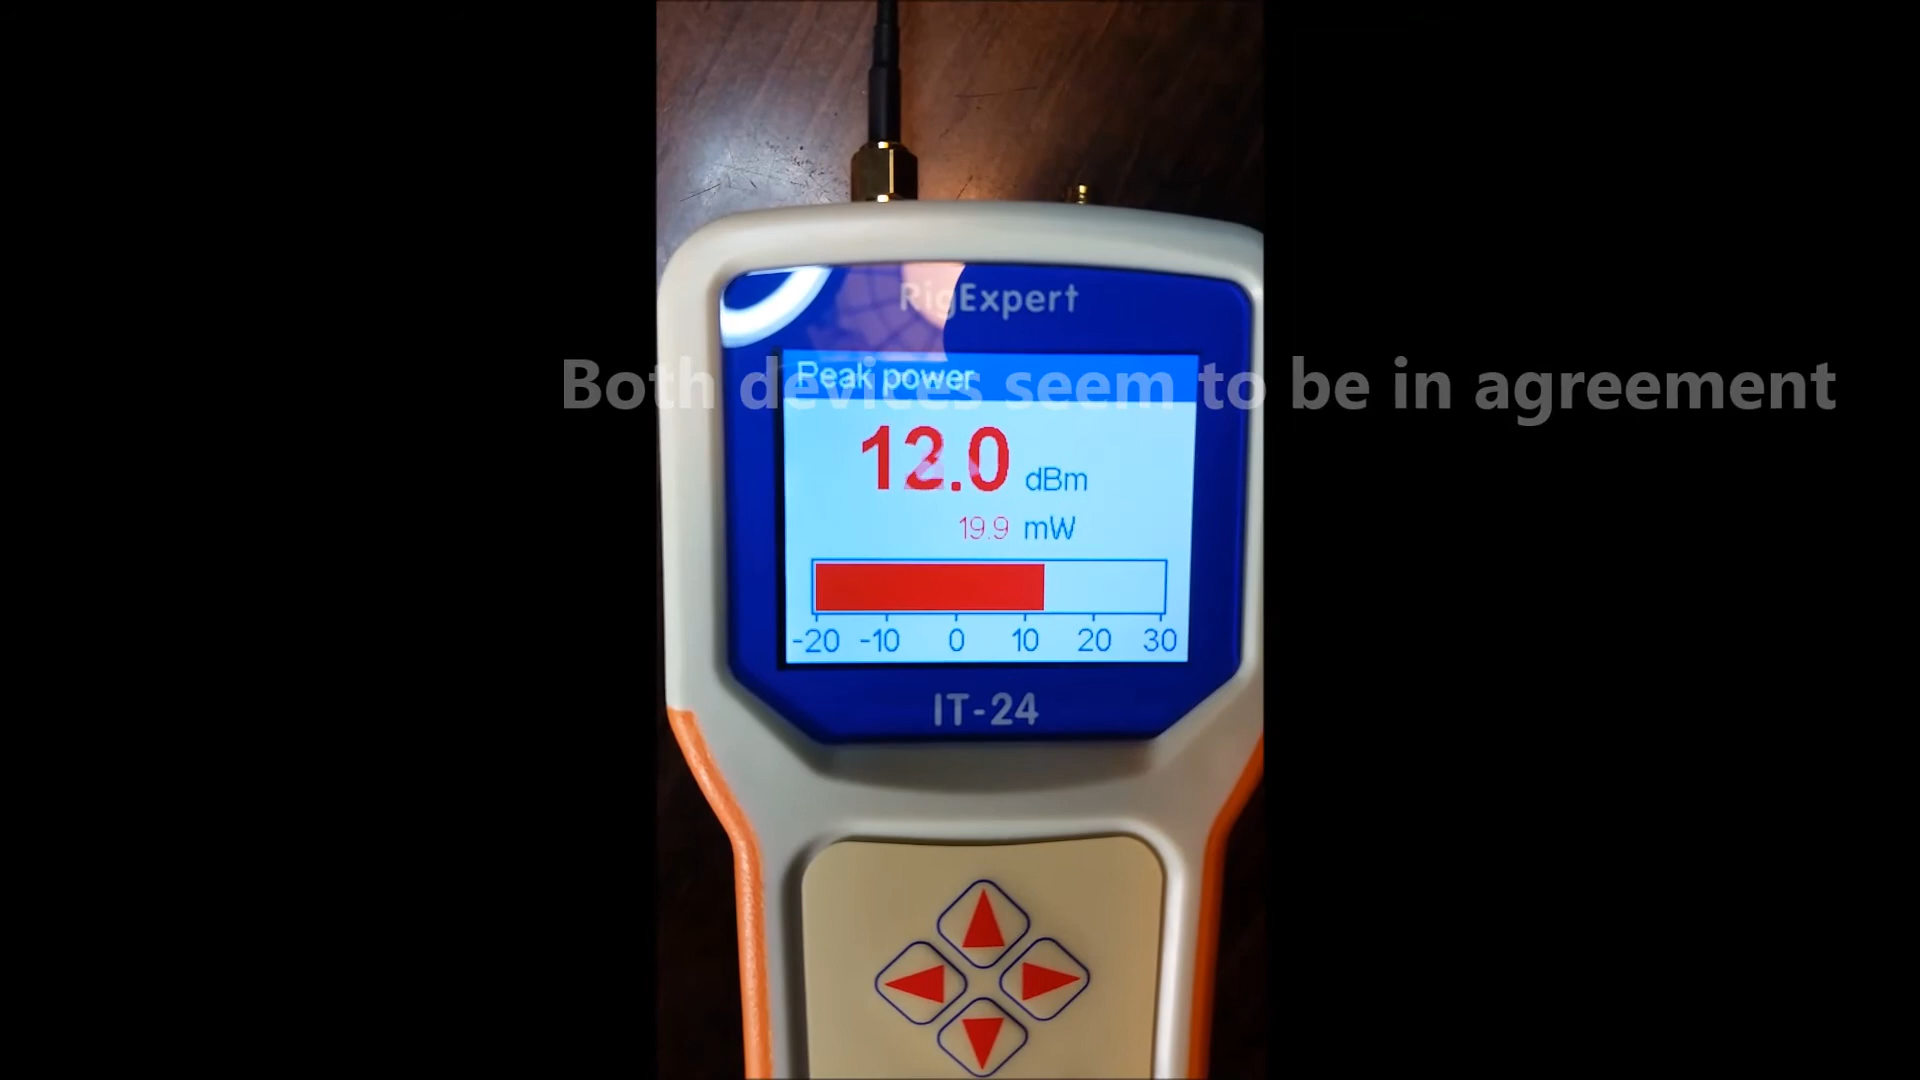 RigExpert
Both devices seem to be in agreement
Peak power
12.0 dBm
19.9 mW
-20 -10 0 10 20 30
IT-24